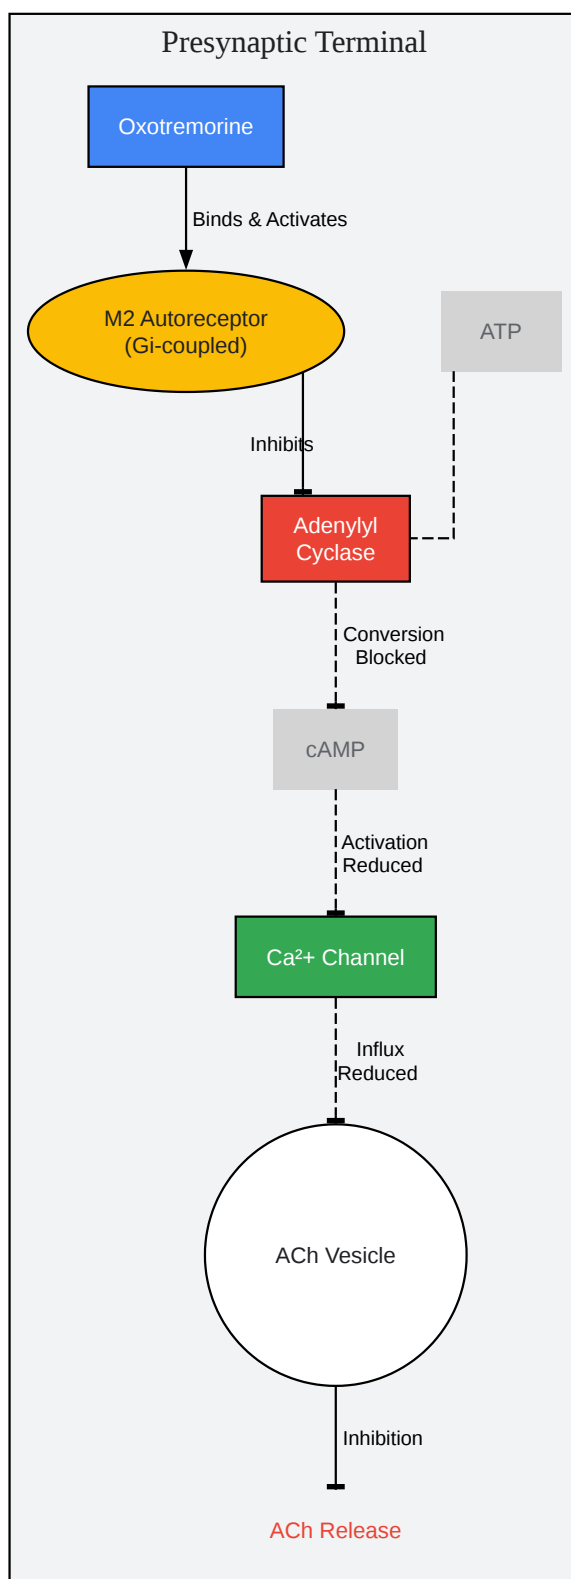 Presynaptic Terminal
Oxotremorine
Binds & Activates
M2 Autoreceptor
(Gi-coupled)
ATP
Inhibits
Adenylyl
Cyclase
Conversion
Blocked
cAMP
Activation
Reduced
Ca²+ Channel
Influx
Reduced
ACh Vesicle
Inhibition
ACh Release